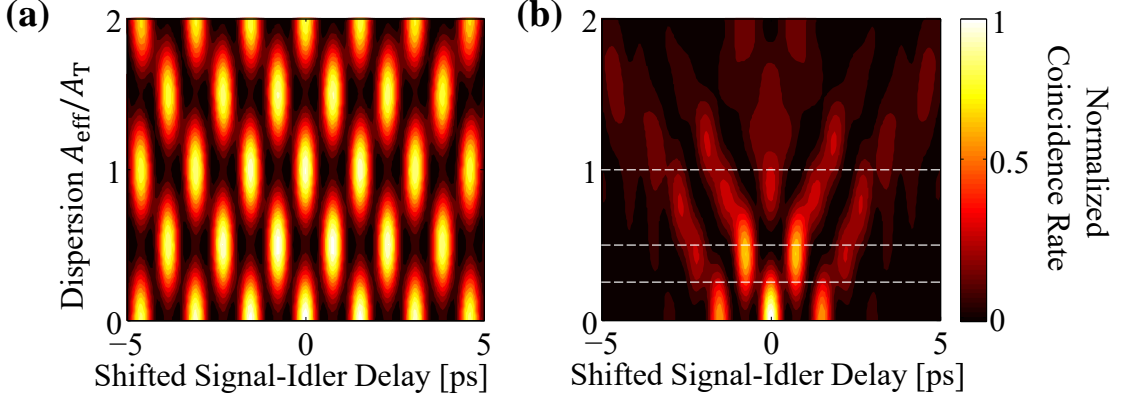 (a)
(b)
2
1
0
Dispersion A_eff/A_T
−5
0
5
Shifted Signal-Idler Delay [ps]
2
1
0
−5
0
5
Shifted Signal-Idler Delay [ps]
1
0.5
0
Normalized
Coincidence Rate